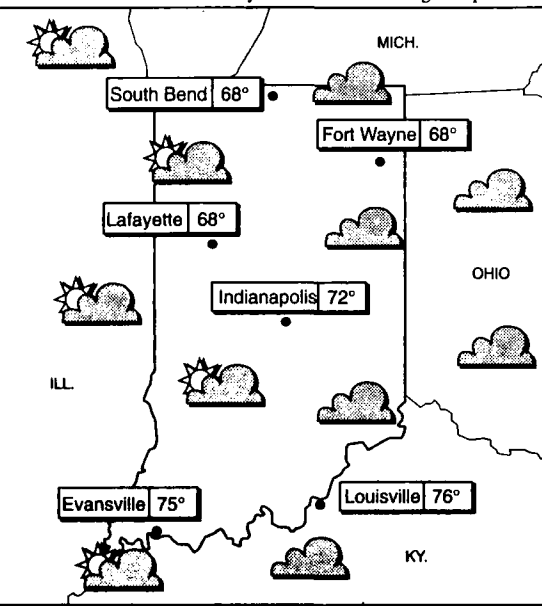 MICH.
South Bend 68°
Fort Wayne 68°
Lafayette 68°
OHIO
Indianapolis 72°
ILL.
Evansville 75°
Louisville 76°
KY.